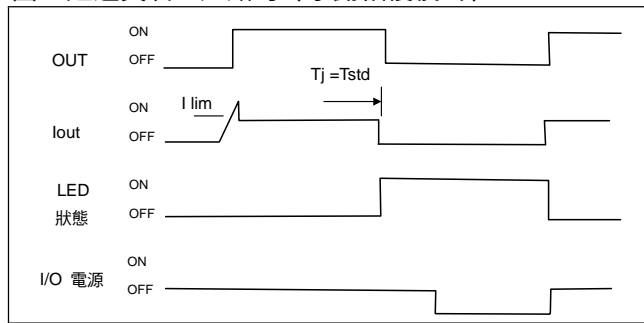 ON
OUT
OFF
Tj =Tstd
ON
I lim
Iout
OFF
LED
ON
狀態
OFF
ON
I/O 電源
OFF